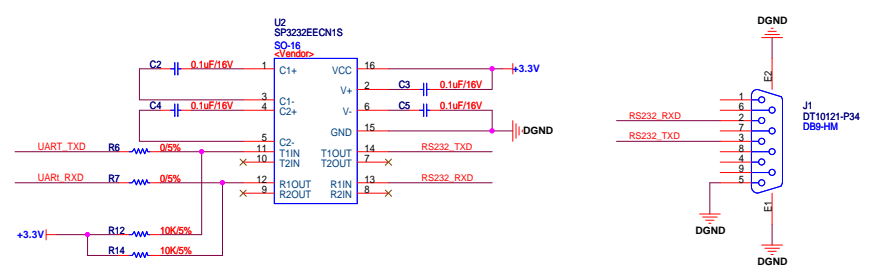 U2
SP3232EECN1S
SO-16
<Vendor>
C2 0.1uF/16V 1 C1+ VCC 16 +3.3V
V+ 2 C3 0.1uF/16V
3 C1-
C4 0.1uF/16V 4 C2+ V- 6 C5 0.1uF/16V
GND 15 DGND
5 C2-
UART_TXD R6 0/5% 11 T1IN T1OUT 14 RS232_TXD
10 T2IN T2OUT 7
UARt_RXD R7 0/5% 12 R1OUT R1IN 13 RS232_RXD
9 R2OUT R2IN 8
R12 10K/5%
+3.3V
R14 10K/5%
DGND
E2
1
6
RS232_RXD 2
7
RS232_TXD 3
8
4
9
5
J1
DT10121-P34
DB9-HM
E1
DGND
DGND